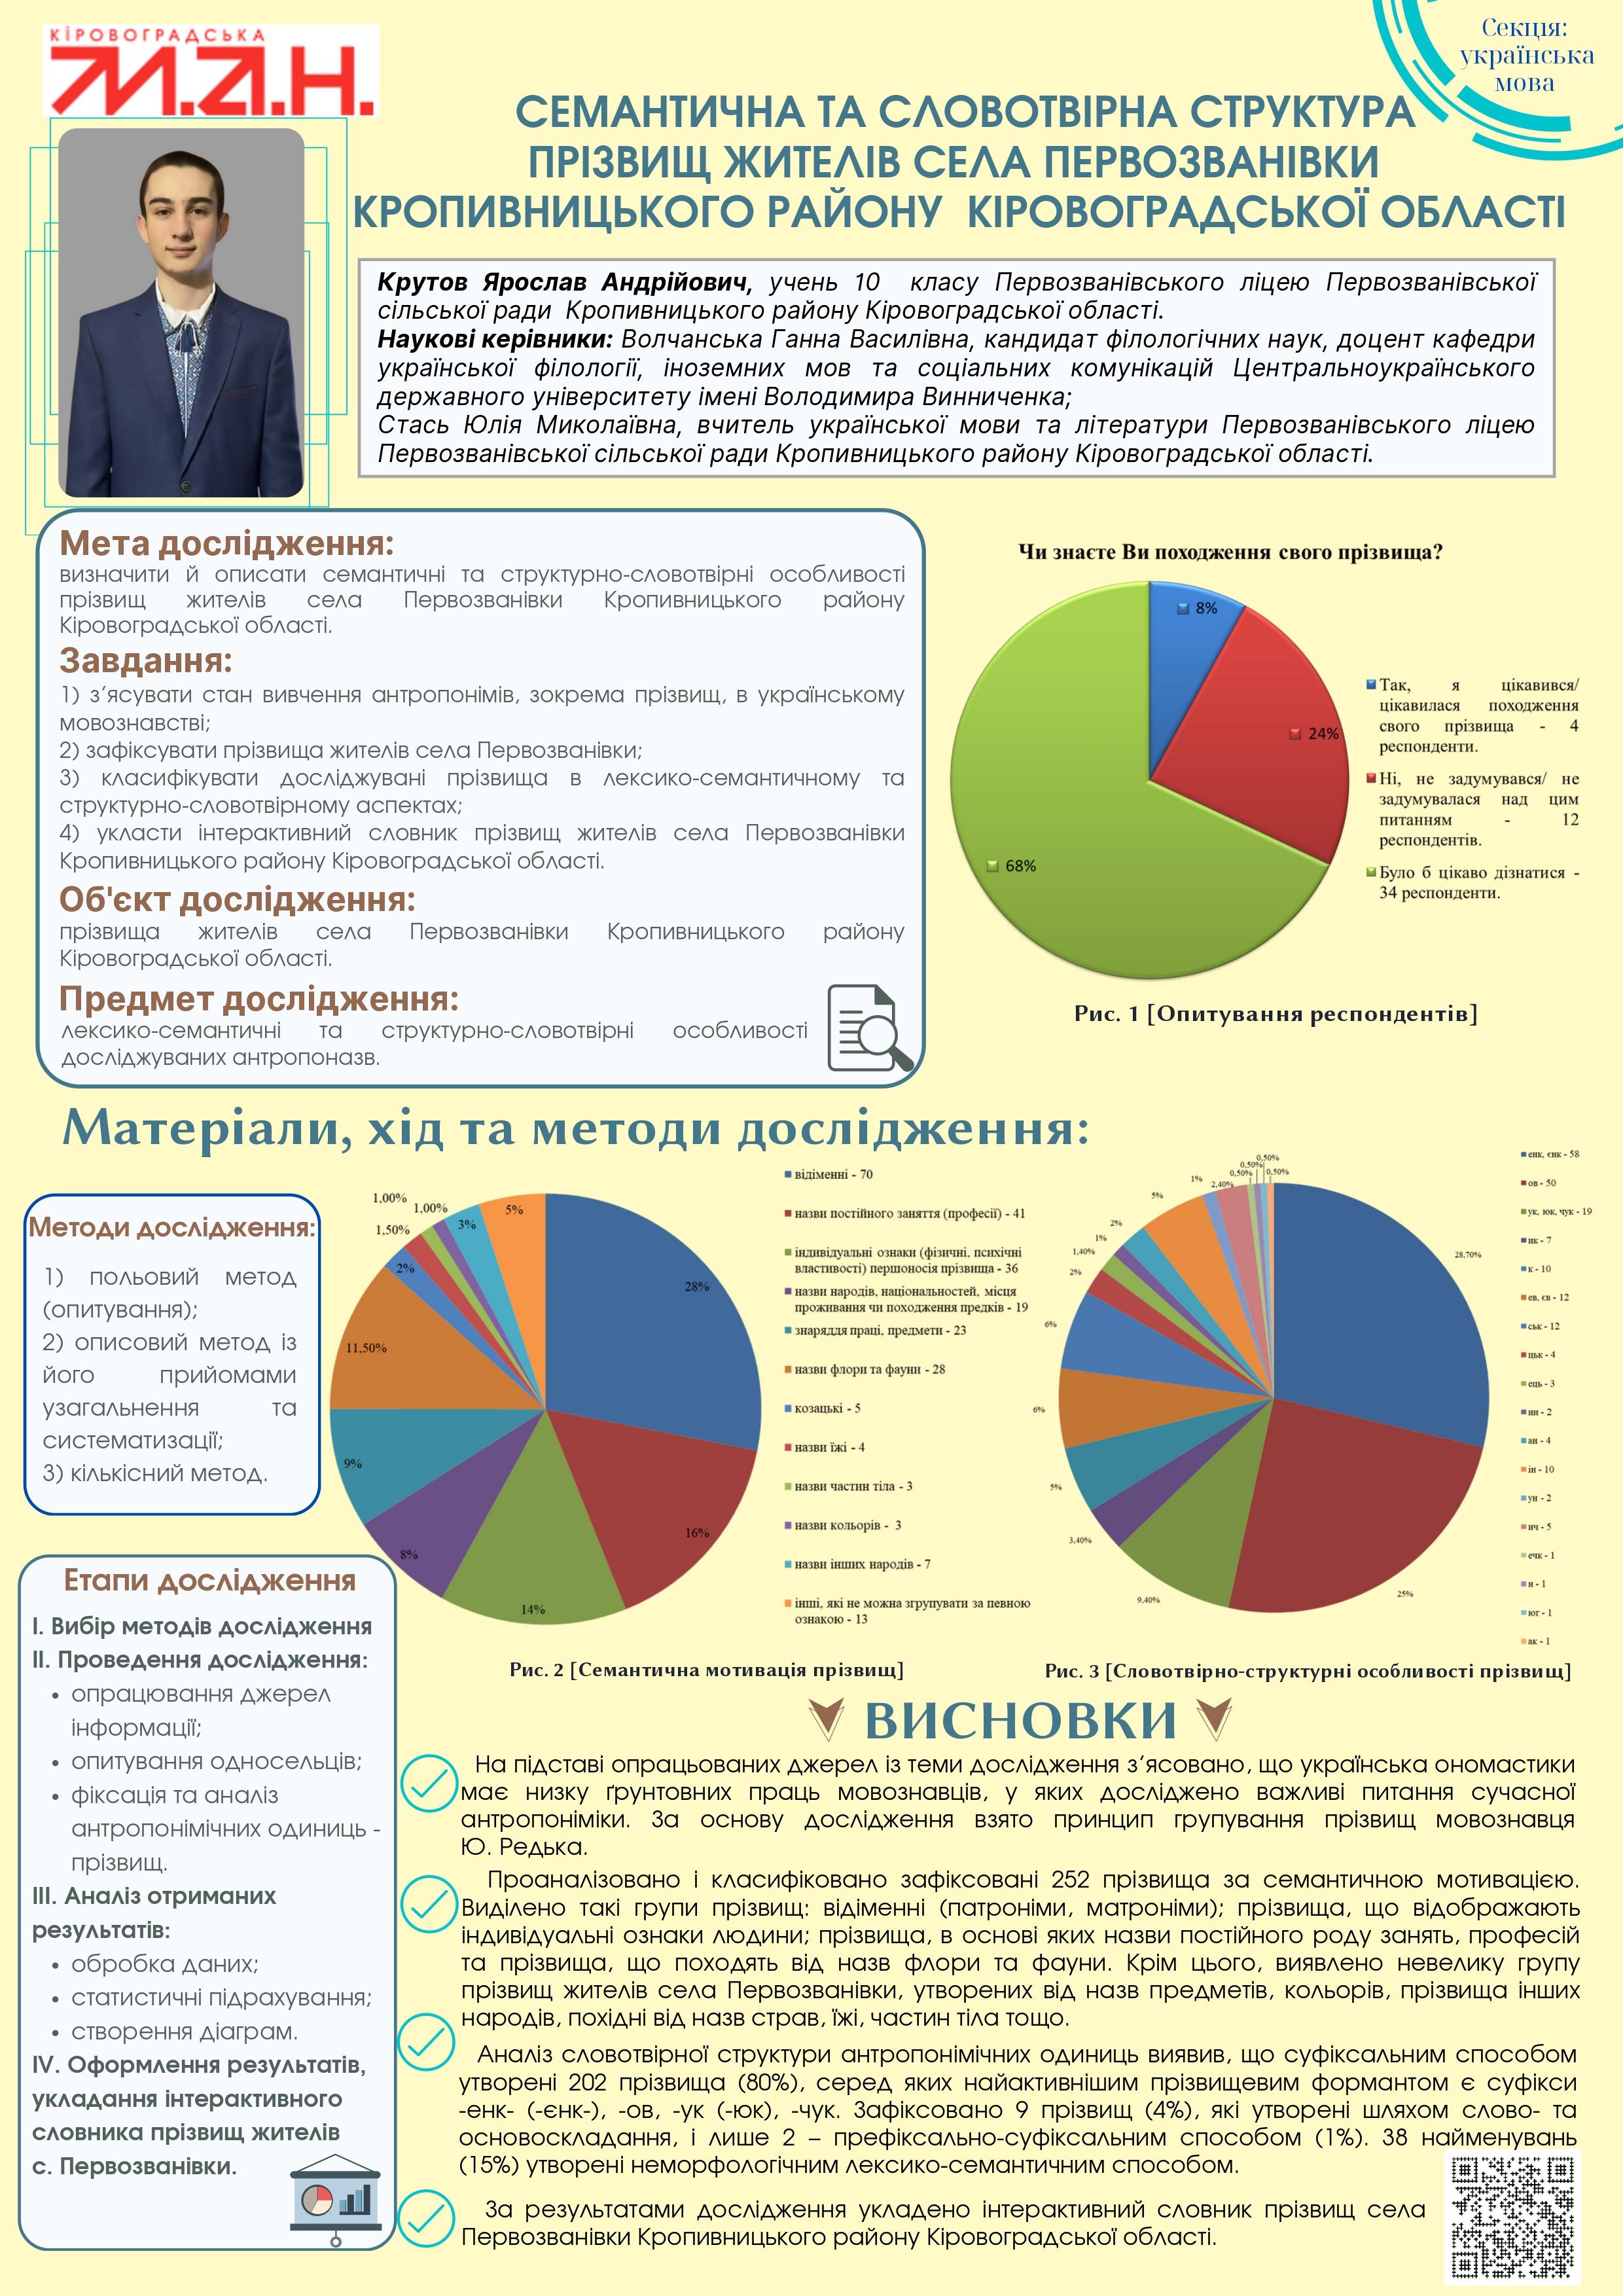 КІРОВОГРАДСЬКА
М.А.Н.
Секція:
українська
мова
СЕМАНТИЧНА ТА СЛОВОТВІРНА СТРУКТУРА
ПРІЗВИЩ ЖИТЕЛІВ СЕЛА ПЕРВОЗВАНІВКИ
КРОПИВНИЦЬКОГО РАЙОНУ КІРОВОГРАДСЬКОЇ ОБЛАСТІ
Крутов Ярослав Андрійович, учень 10 класу Первозванівського ліцею Первозванівської
сільської ради Кропивницького району Кіровоградської області.
Наукові керівники: Волчанська Ганна Василівна, кандидат філологічних наук, доцент кафедри
української філології, іноземних мов та соціальних комунікацій Центральноукраїнського
державного університету імені Володимира Винниченка;
Стась Юлія Миколаївна, вчитель української мови та літератури Первозванівського ліцею
Первозванівської сільської ради Кропивницького району Кіровоградської області.
Мета дослідження:
визначити й описати семантичні та структурно-словотвірні особливості
прізвищ жителів села Первозванівки Кропивницького району
Кіровоградської області.
Завдання:
1) з’ясувати стан вивчення антропонімів, зокрема прізвищ, в українському
мовознавстві;
2) зафіксувати прізвища жителів села Первозванівки;
3) класифікувати досліджувані прізвища в лексико-семантичному та
структурно-словотвірному аспектах;
4) укласти інтерактивний словник прізвищ жителів села Первозванівки
Кропивницького району Кіровоградської області.
Об'єкт дослідження:
прізвища жителів села Первозванівки Кропивницького району
Кіровоградської області.
Предмет дослідження:
лексико-семантичні та структурно-словотвірні особливості
досліджуваних антропоназв.
Чи знаєте Ви походження свого прізвища?
8%
24%
68%
Так, я цікавився/
цікавилася походження
свого прізвища - 4
респонденти.
Ні, не задумувався/ не
задумувалася над цим
питанням - 12
респондентів.
Було б цікаво дізнатися -
34 респонденти.
Рис. 1 [Опитування респондентів]
Матеріали, хід та методи дослідження:
Методи дослідження:
1) польовий метод
(опитування);
2) описовий метод із
його прийомами
узагальнення та
систематизації;
3) кількісний метод.
28%
16%
14%
8%
9%
11,50%
2%
1,50%
1,00%
1,00%
3%
5%
відіменні - 70
назви постійного заняття (професії) - 41
індивідуальні ознаки (фізичні, психічні
властивості) першоносія прізвища - 36
назви народів, національностей, місця
проживання чи походження предків - 19
знаряддя праці, предмети - 23
назви флори та фауни - 28
козацькі - 5
назви їжі - 4
назви частин тіла - 3
назви кольорів - 3
назви інших народів - 7
інші, які не можна згрупувати за певною
ознакою - 13
Рис. 2 [Семантична мотивація прізвищ]
28,70%
25%
9,40%
3,40%
5%
6%
6%
2%
1,40%
1%
2%
5%
1%
2,40%
0,50%
0,50%
0,50%
0,50%
енк, єнк - 58
ов - 50
ук, юк, чук - 19
ик - 7
к - 10
ев, єв - 12
ськ - 12
цьк - 4
ець - 3
ин - 2
ан - 4
ін - 10
ун - 2
ич - 5
ечк - 1
н - 1
юг - 1
ак - 1
Рис. 3 [Словотвірно-структурні особливості прізвищ]
Етапи дослідження
І. Вибір методів дослідження
ІІ. Проведення дослідження:
• опрацювання джерел
інформації;
• опитування односельців;
• фіксація та аналіз
антропонімічних одиниць -
прізвищ.
ІІІ. Аналіз отриманих
результатів:
• обробка даних;
• статистичні підрахування;
• створення діаграм.
ІV. Оформлення результатів,
укладання інтерактивного
словника прізвищ жителів
с. Первозванівки.
ВИСНОВКИ
На підставі опрацьованих джерел із теми дослідження з’ясовано, що українська ономастики
має низку ґрунтовних праць мовознавців, у яких досліджено важливі питання сучасної
антропоніміки. За основу дослідження взято принцип групування прізвищ мовознавця
Ю. Редька.
Проаналізовано і класифіковано зафіксовані 252 прізвища за семантичною мотивацією.
Виділено такі групи прізвищ: відіменні (патроніми, матроніми); прізвища, що відображають
індивідуальні ознаки людини; прізвища, в основі яких назви постійного роду занять, професій
та прізвища, що походять від назв флори та фауни. Крім цього, виявлено невелику групу
прізвищ жителів села Первозванівки, утворених від назв предметів, кольорів, прізвища інших
народів, похідні від назв страв, їжі, частин тіла тощо.
Аналіз словотвірної структури антропонімічних одиниць виявив, що суфіксальним способом
утворені 202 прізвища (80%), серед яких найактивнішим прізвищевим формантом є суфікси
-енк- (-єнк-), -ов, -ук (-юк), -чук. Зафіксовано 9 прізвищ (4%), які утворені шляхом слово- та
основоскладання, і лише 2 – префіксально-суфіксальним способом (1%). 38 найменувань
(15%) утворені неморфологічним лексико-семантичним способом.
За результатами дослідження укладено інтерактивний словник прізвищ села
Первозванівки Кропивницького району Кіровоградської області.